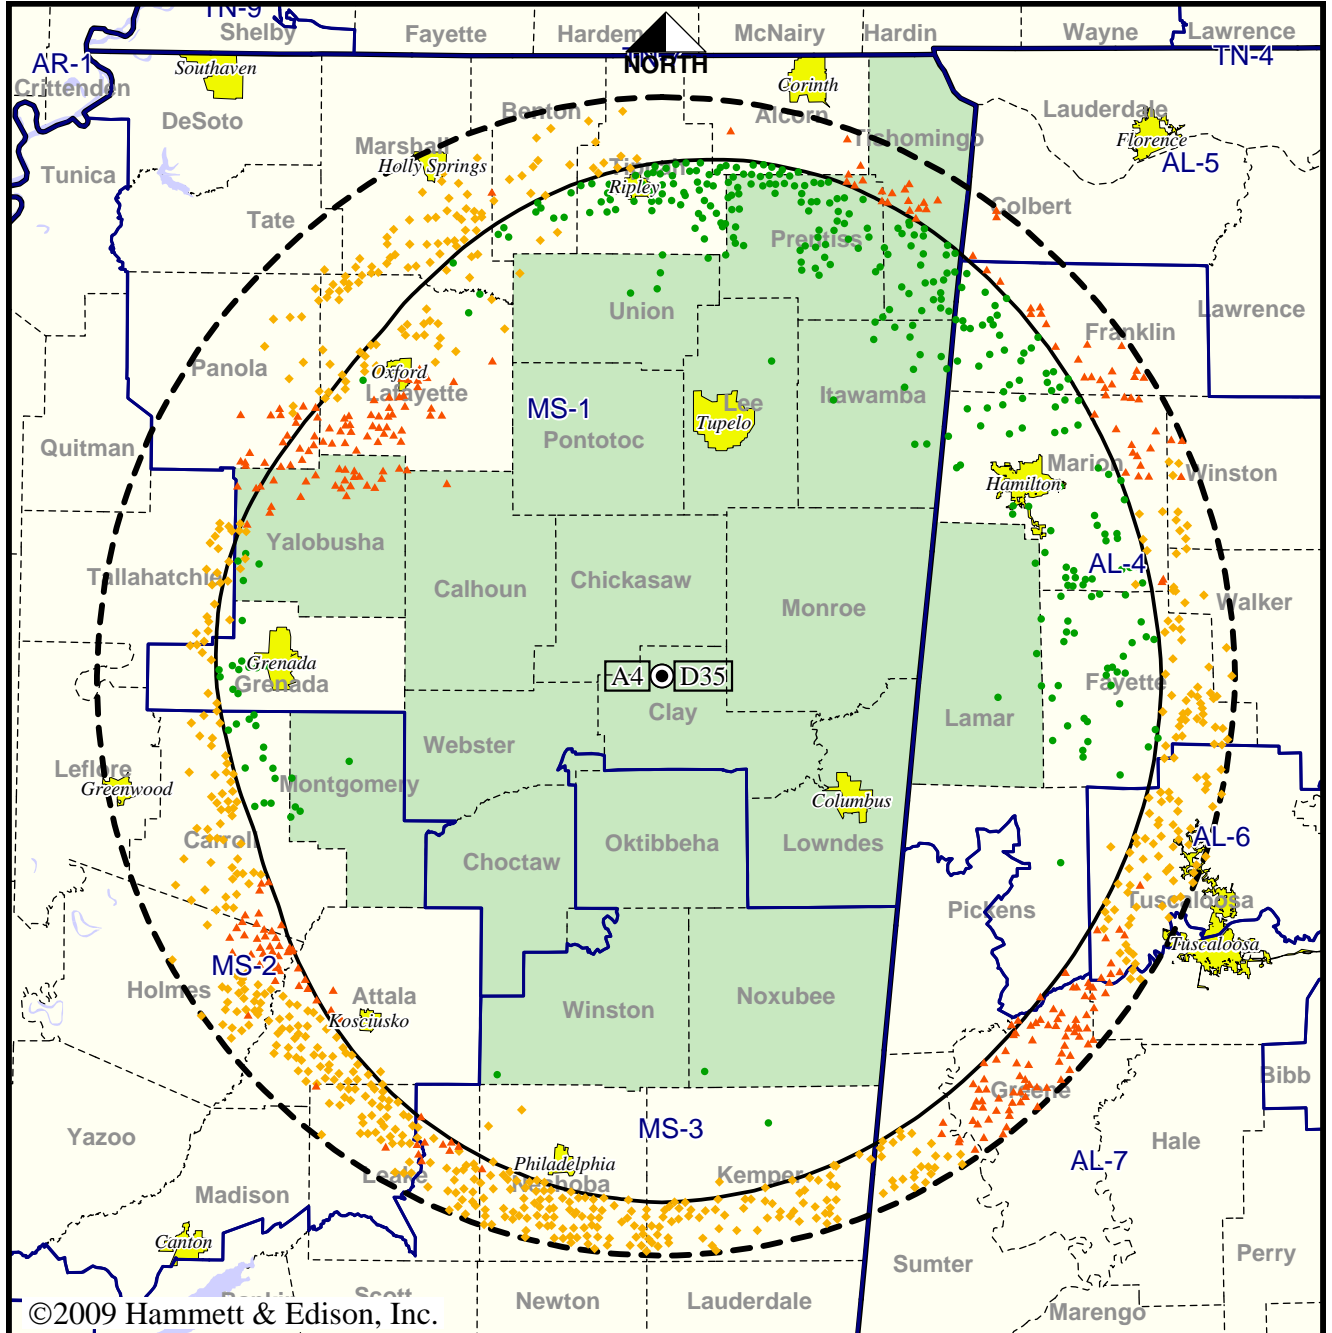 TN-9
Shelby
Fayette
McNairy
Hardin
Wayne
Lawrence
AR-1
Southaven
NORTH
TN-4
Crittenden
Corinth
DeSoto
Benton
Alcorn
Lauderdale
Marshall
Tishomingo
Florence
Holly Springs
AL-5
Tunica
Ripley
Tate
Colbert
Prentiss
Union
Lawrence
Franklin
Panola
Oxford
Lafayette
MS-1
Lee
Itawamba
Tupelo
Pontotoc
Quitman
Marion
Winston
Hamilton
Yalobusha
Tallahatchie
Chickasaw
AL-4
Calhoun
Monroe
Walker
Grenada
Grenada
A4
D35
Fayette
Clay
Lamar
Webster
Leflore
Greenwood
Montgomery
Columbus
Carroll
Oktibbeha
Lowndes
AL-6
Choctaw
Tuscaloosa
Pickens
Tuscaloosa
MS-2
Holmes
Attala
Noxubee
Winston
Kosciusko
Bibb
Greene
Yazoo
MS-3
Hale
AL-7
Philadelphia
Leake
Neshoba
Kemper
Madison
Canton
Perry
Sumter
Scott
©2009 Hammett & Edison, Inc.
Newton
Lauderdale
Marengo